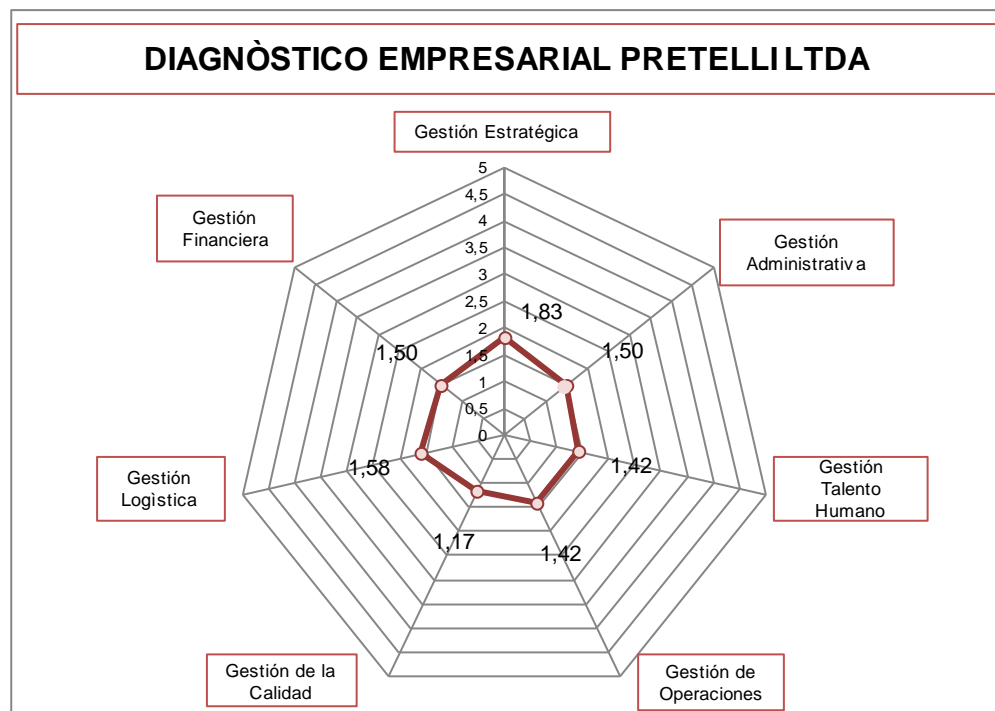 DIAGNÒSTICO EMPRESARIAL PRETELLI LTDA
Gestión Estratégica
5
4,5
4
3,5
3
2,5
2
1,5
1
0,5
0
Gestión
Financiera
Gestión
Administrativa
1,83
1,50
1,50
Gestión
Logìstica
1,58
1,42
Gestión
Talento
Humano
1,17
1,42
Gestión de la
Calidad
Gestión de
Operaciones